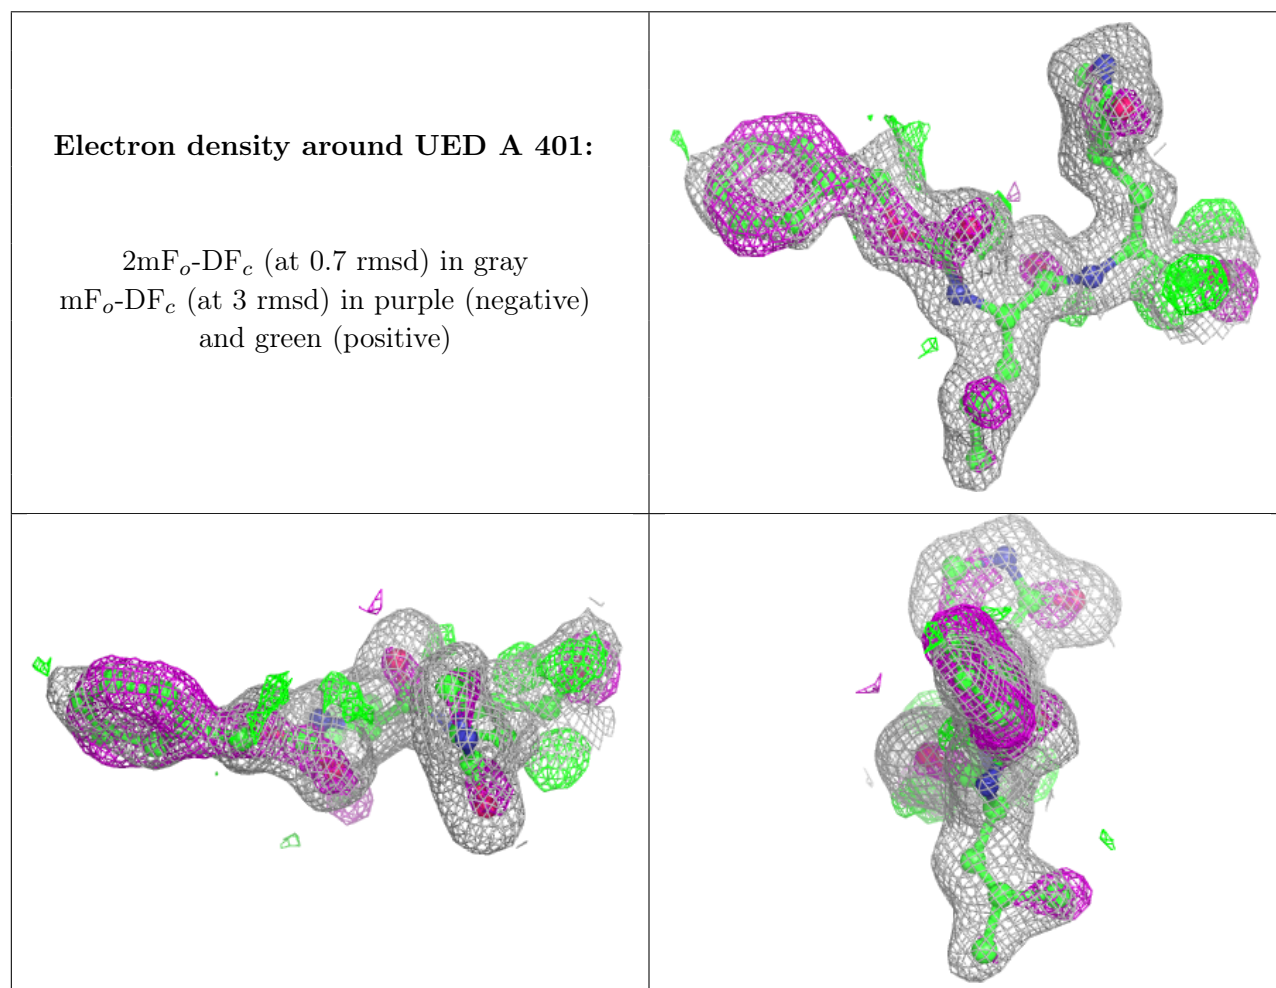 Electron density around UED A 401:
2mFo-DFc (at 0.7 rmsd) in gray
mFo-DFc (at 3 rmsd) in purple (negative)
and green (positive)